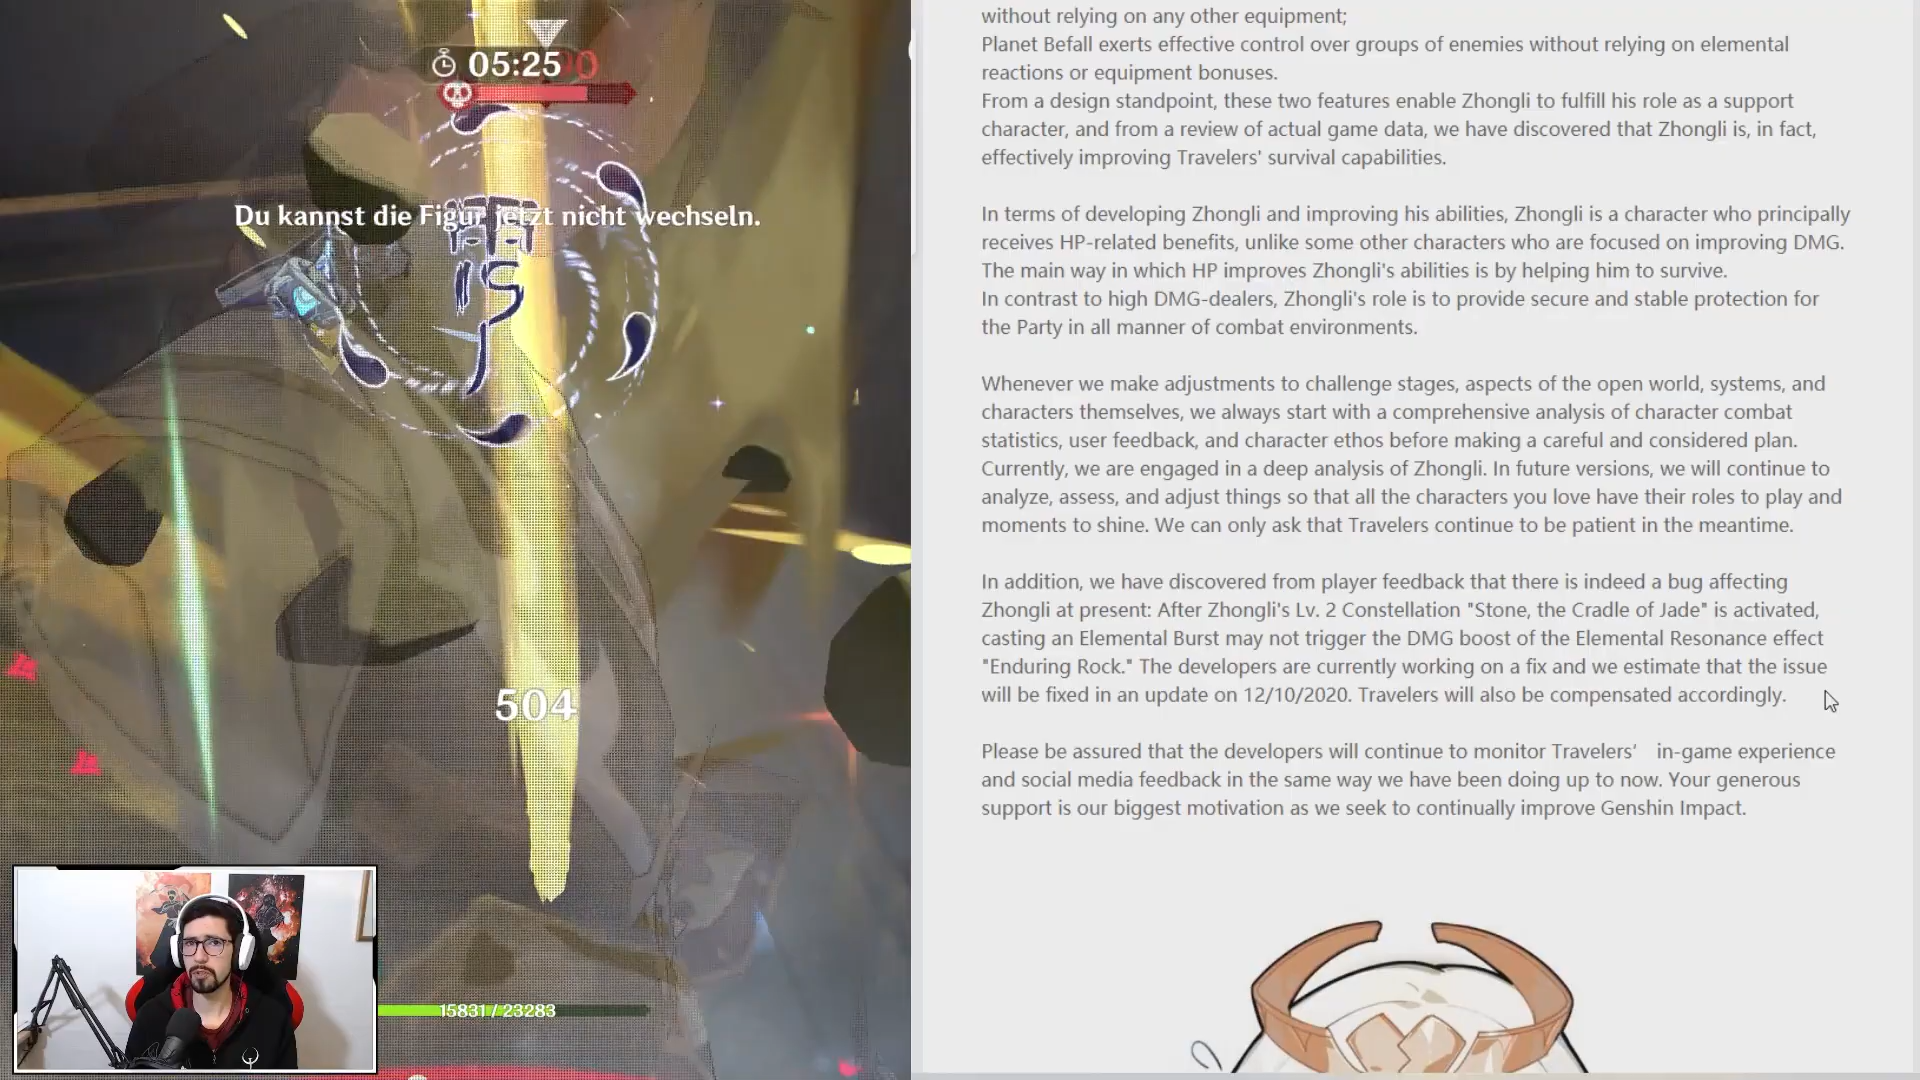 05:25
Du kannst die Figur jetzt nicht wechseln.
504
15831 / 23283
without relying on any other equipment;
Planet Befall exerts effective control over groups of enemies without relying on elemental
reactions or equipment bonuses.
From a design standpoint, these two features enable Zhongli to fulfill his role as a support
character, and from a review of actual game data, we have discovered that Zhongli is, in fact,
effectively improving Travelers' survival capabilities.
In terms of developing Zhongli and improving his abilities, Zhongli is a character who principally
receives HP-related benefits, unlike some other characters who are focused on improving DMG.
The main way in which HP improves Zhongli's abilities is by helping him to survive.
In contrast to high DMG-dealers, Zhongli's role is to provide secure and stable protection for
the Party in all manner of combat environments.
Whenever we make adjustments to challenge stages, aspects of the open world, systems, and
characters themselves, we always start with a comprehensive analysis of character combat
statistics, user feedback, and character ethos before making a careful and considered plan.
Currently, we are engaged in a deep analysis of Zhongli. In future versions, we will continue to
analyze, assess, and adjust things so that all the characters you love have their roles to play and
moments to shine. We can only ask that Travelers continue to be patient in the meantime.
In addition, we have discovered from player feedback that there is indeed a bug affecting
Zhongli at present: After Zhongli's Lv. 2 Constellation "Stone, the Cradle of Jade" is activated,
casting an Elemental Burst may not trigger the DMG boost of the Elemental Resonance effect
"Enduring Rock." The developers are currently working on a fix and we estimate that the issue
will be fixed in an update on 12/10/2020. Travelers will also be compensated accordingly.
Please be assured that the developers will continue to monitor Travelers' in-game experience
and social media feedback in the same way we have been doing up to now. Your generous
support is our biggest motivation as we seek to continually improve Genshin Impact.